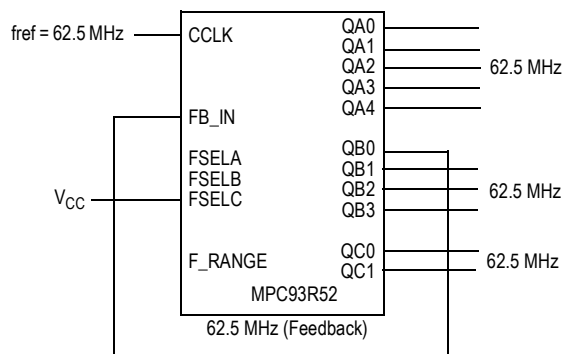 fref = 62.5 MHz
CCLK
QA0
QA1
QA2
QA3
QA4
62.5 MHz
FB_IN
QB0
QB1
QB2
QB3
62.5 MHz
FSELA
FSELB
VCC
FSELC
F_RANGE
QC0
QC1
62.5 MHz
MPC93R52
62.5 MHz (Feedback)